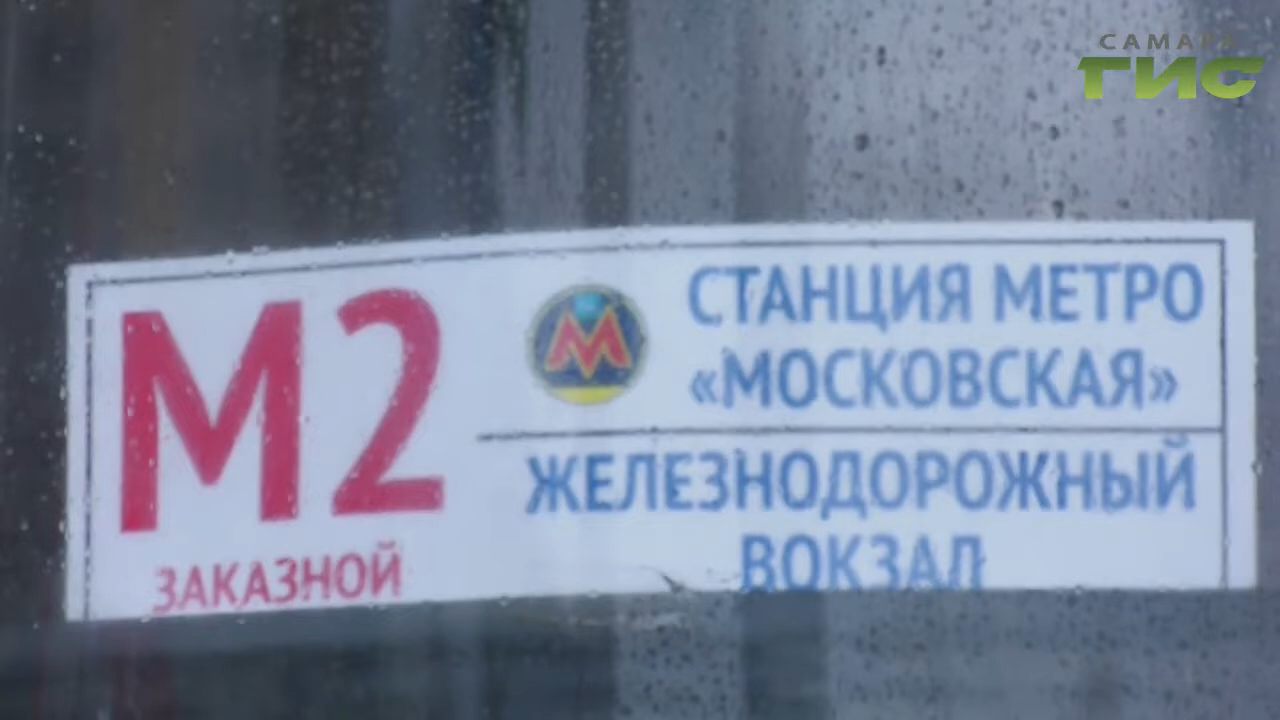 САМАРА
ГИС
М2
ЗАКАЗНОЙ
М
СТАНЦИЯ МЕТРО
«МОСКОВСКАЯ»
ЖЕЛЕЗНОДОРОЖНЫЙ
ВОКЗАЛ